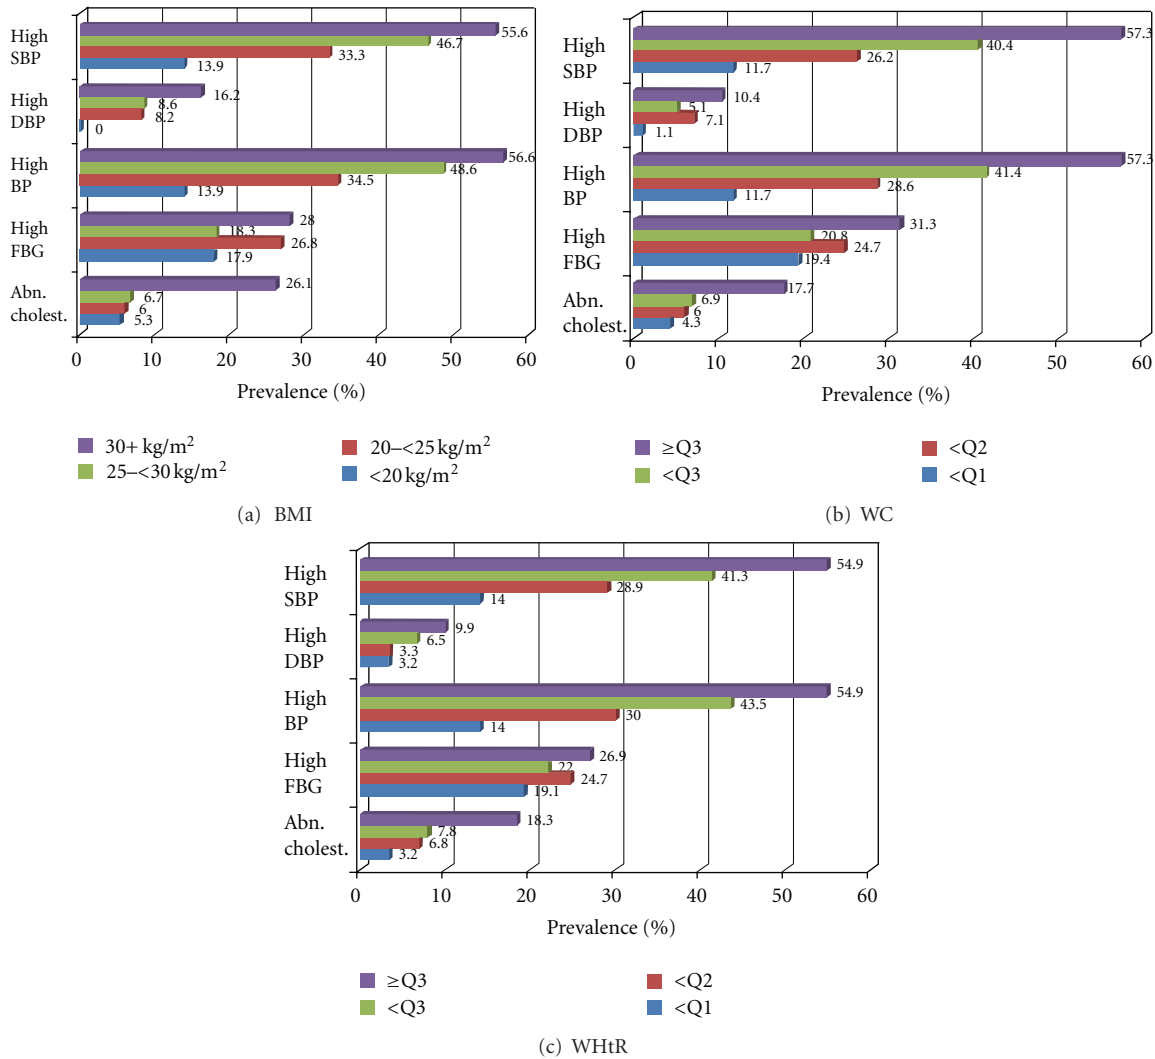 High
SBP
55.6
46.7
33.3
13.9
High
DBP
16.2
8.6
8.2
0
High
BP
56.6
48.6
34.5
13.9
High
FBG
28
18.3
26.8
17.9
Abn.
cholest.
26.1
6.7
6
5.3
0 10 20 30 40 50 60
Prevalence (%)
30+ kg/m² 20–<25 kg/m²
25–<30 kg/m² <20 kg/m²
(a) BMI
High
SBP
57.3
40.4
26.2
11.7
High
DBP
10.4
5.1
7.1
1.1
High
BP
57.3
41.4
28.6
11.7
High
FBG
31.3
20.8
24.7
19.4
Abn.
cholest.
17.7
6.9
6
4.3
0 10 20 30 40 50 60
Prevalence (%)
≥Q3 <Q2
<Q3 <Q1
(b) WC
High
SBP
54.9
41.3
28.9
14
High
DBP
9.9
6.5
3.3
3.2
High
BP
54.9
43.5
30
14
High
FBG
26.9
22
24.7
19.1
Abn.
cholest.
18.3
7.8
6.8
3.2
0 10 20 30 40 50 60
Prevalence (%)
≥Q3 <Q2
<Q3 <Q1
(c) WHtR